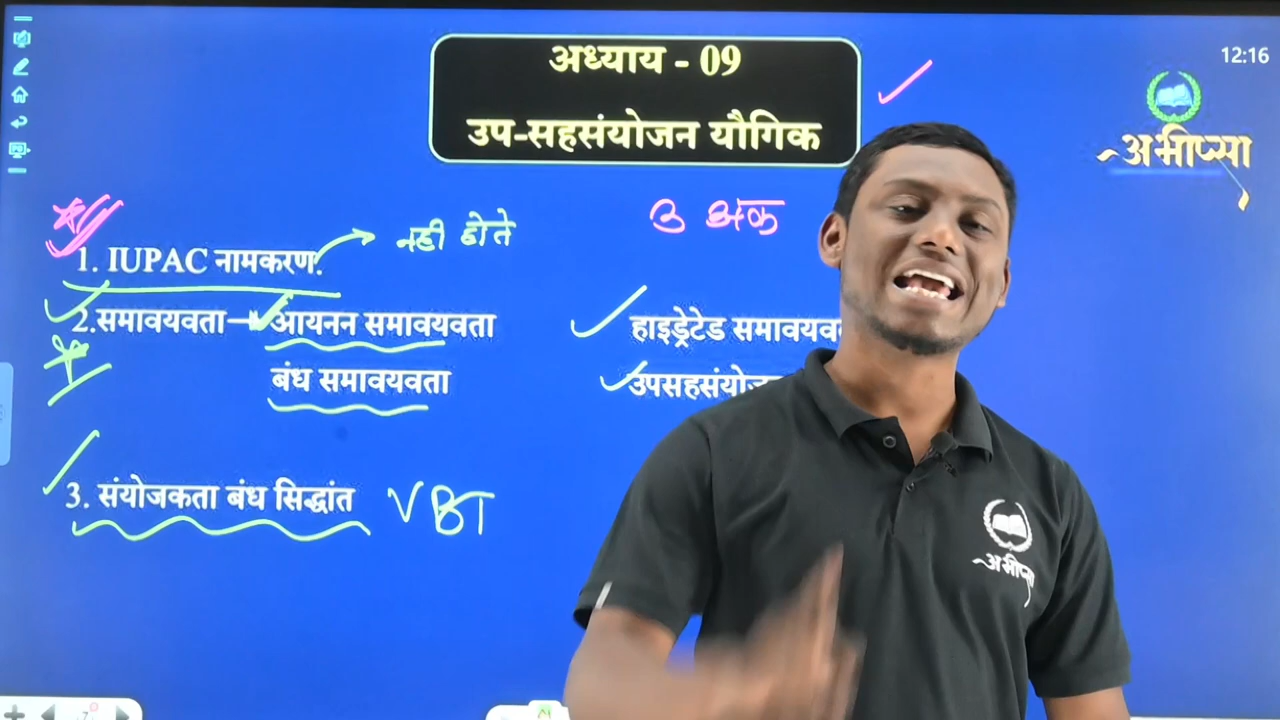 12:16
अध्याय - 09
उप-सहसंयोजन यौगिक
अभीप्सा
3 अंक
1. IUPAC नामकरण.
नही होते
2.समावयवता→ आयनन समावयवता
हाइड्रेटेड समावयव
बंध समावयवता
उपसहसंयोज
3. संयोजकता बंध सिद्धांत VBT
अभीप्सा
7